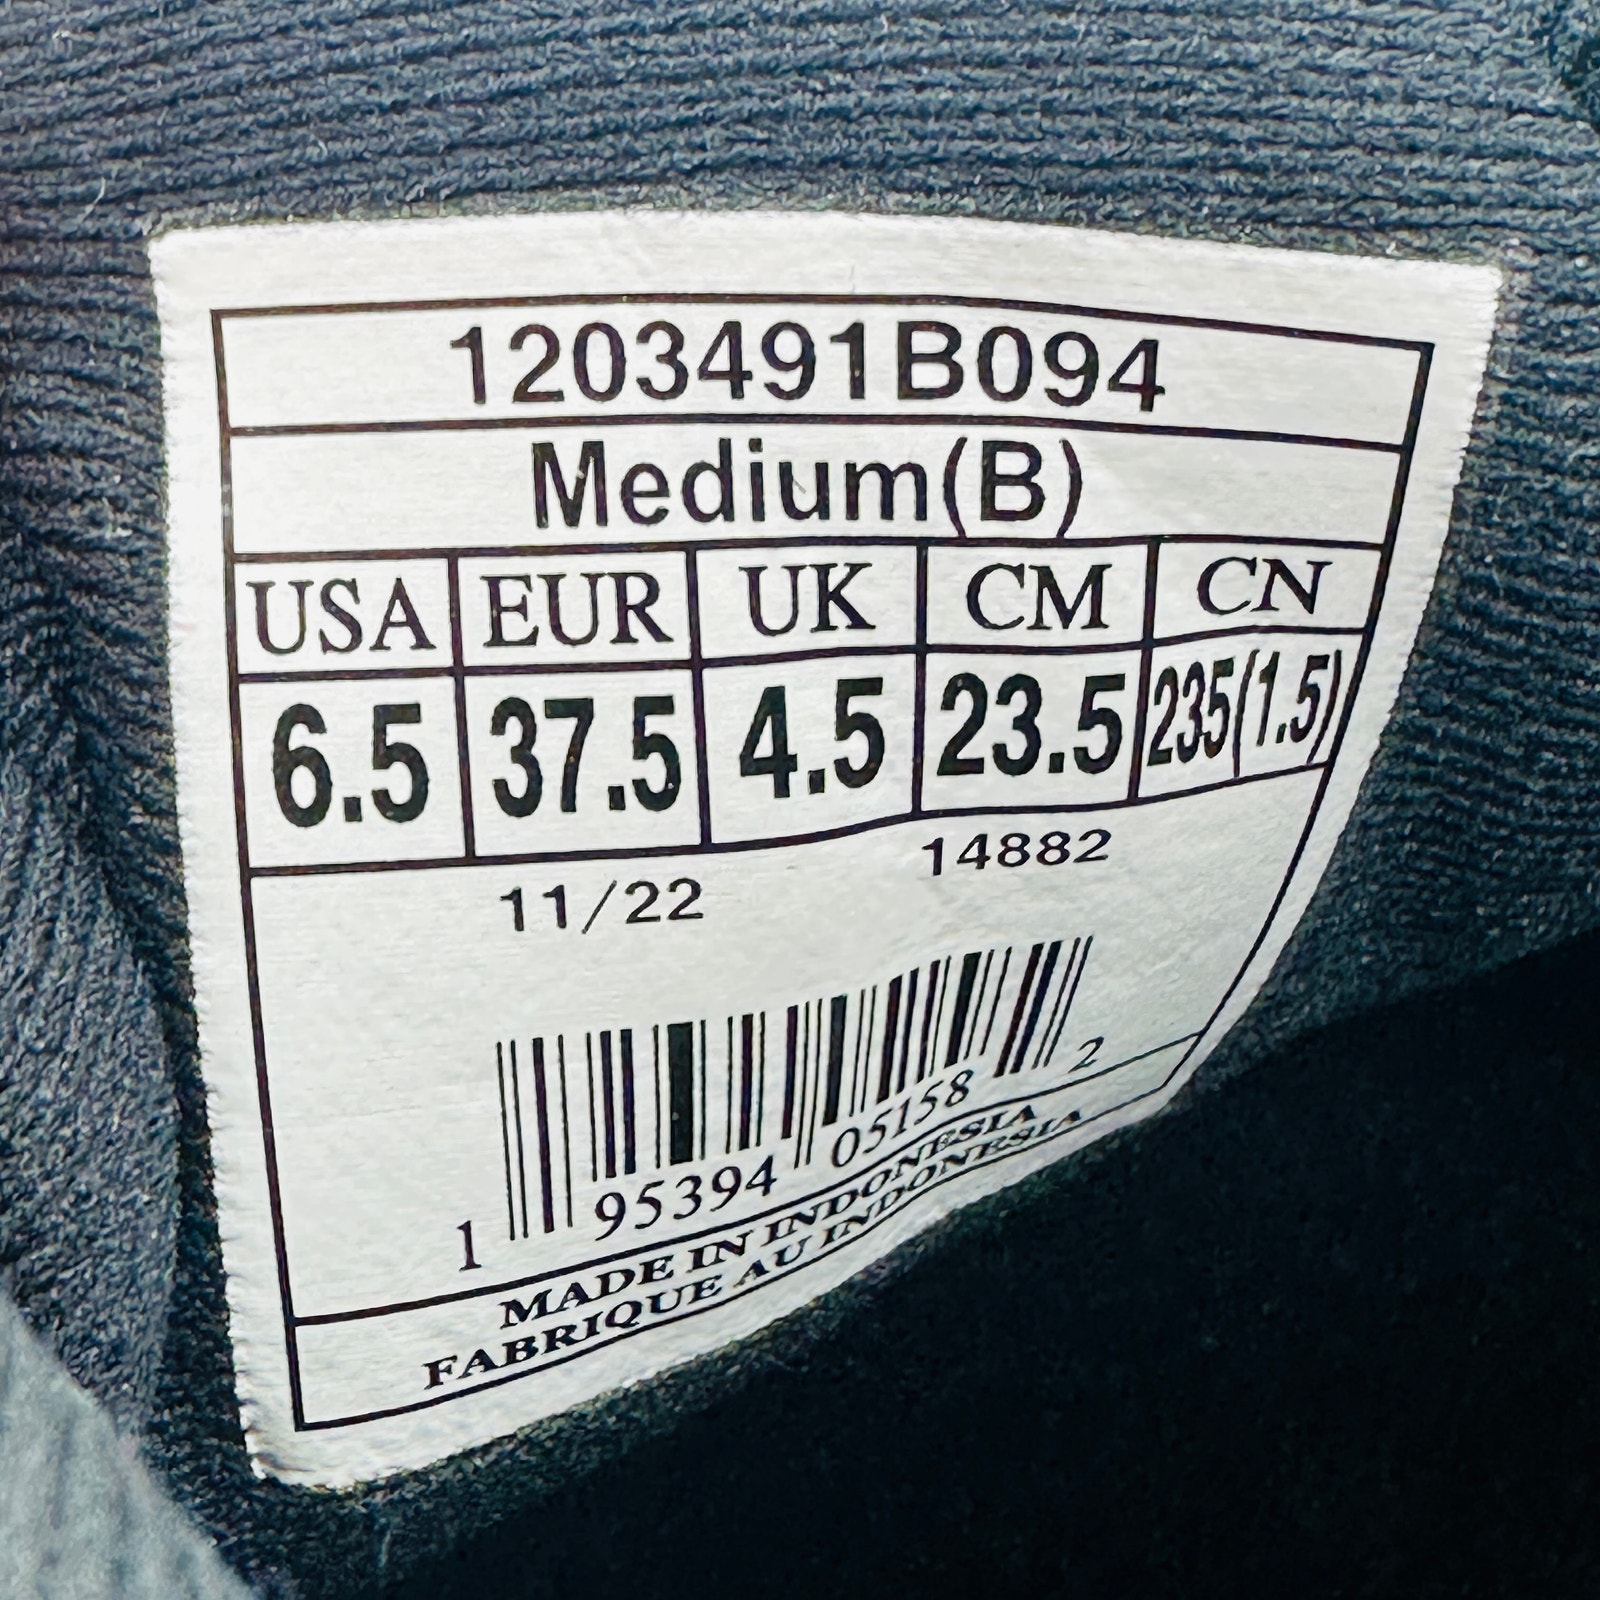 1203491B094
Medium(B)
USA EUR UK CM CN
6.5 37.5 4.5 23.5 235(1.5)
11/22 14882
1 95394 05158 2
MADE IN INDONESIA
FABRIQUE AU INDONESIA